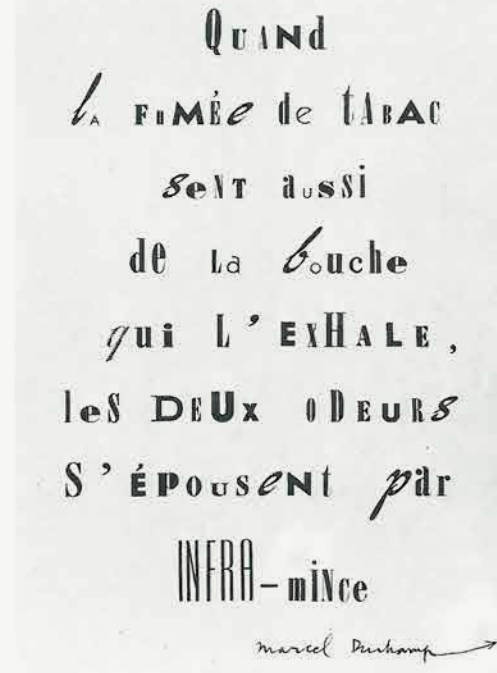 QUANd
lA FuMÉe de tABAC
seNT aussi
de La bouche
qui L'EXHALE,
leS DEUx ODEURS
S'ÉPouseNt par
INFRA-miNce
marcel Duchamp